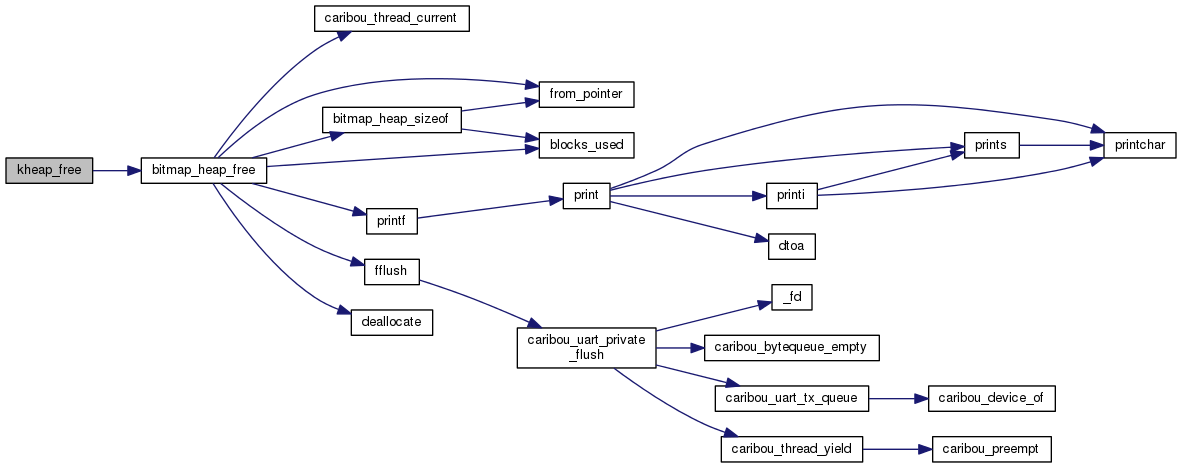 caribou_thread_current
from_pointer
bitmap_heap_sizeof
blocks_used
prints
printchar
kheap_free
bitmap_heap_free
print
printi
printf
dtoa
fflush
_fd
deallocate
caribou_uart_private
_flush
caribou_bytequeue_empty
caribou_uart_tx_queue
caribou_device_of
caribou_thread_yield
caribou_preempt